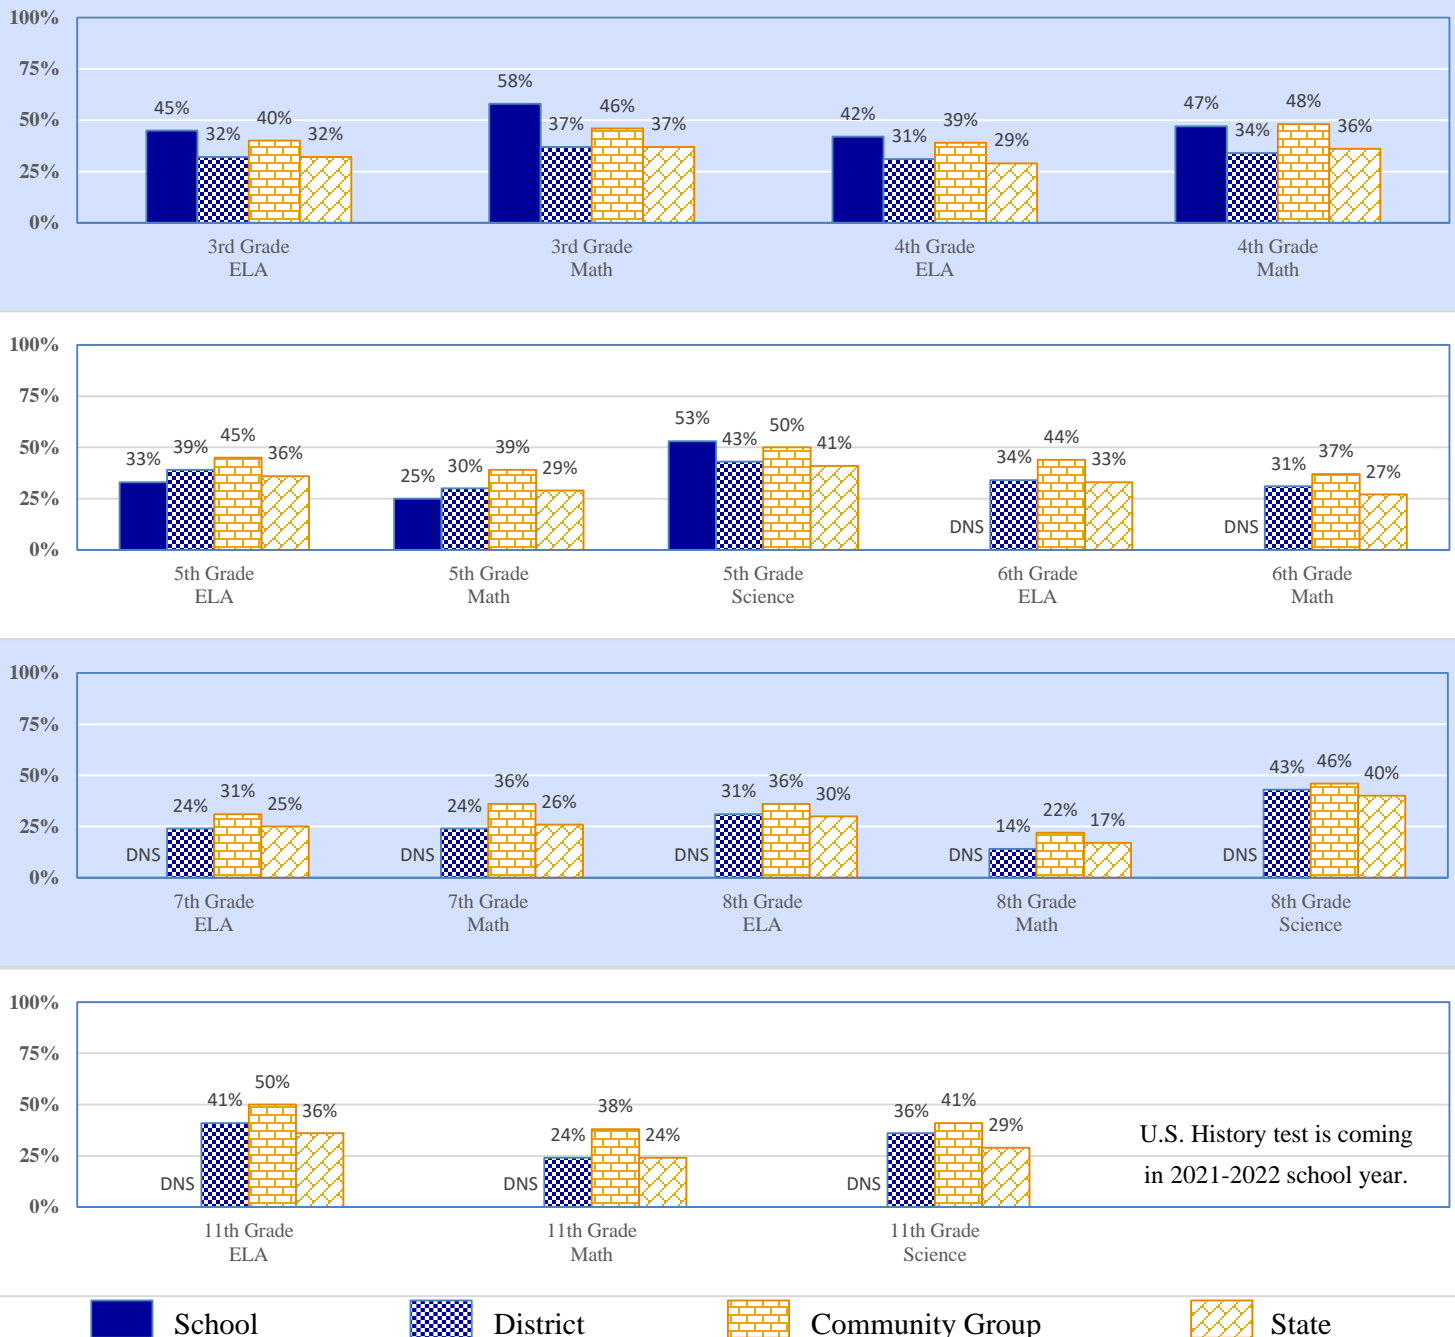 100%
75%
50%
25%
0%
45% 32% 40% 32%
58% 37% 46% 37%
42% 31% 39% 29%
47% 34% 48% 36%
3rd Grade
ELA
3rd Grade
Math
4th Grade
ELA
4th Grade
Math
100%
75%
50%
25%
0%
33% 39% 45% 36%
25% 30% 39% 29%
53% 43% 50% 41%
DNS 34% 44% 33%
DNS 31% 37% 27%
5th Grade
ELA
5th Grade
Math
5th Grade
Science
6th Grade
ELA
6th Grade
Math
100%
75%
50%
25%
0%
DNS 24% 31% 25%
DNS 24% 36% 26%
DNS 31% 36% 30%
DNS 14% 22% 17%
DNS 43% 46% 40%
7th Grade
ELA
7th Grade
Math
8th Grade
ELA
8th Grade
Math
8th Grade
Science
100%
75%
50%
25%
0%
DNS 41% 50% 36%
DNS 24% 38% 24%
DNS 36% 41% 29%
U.S. History test is coming
in 2021-2022 school year.
11th Grade
ELA
11th Grade
Math
11th Grade
Science
School District Community Group State